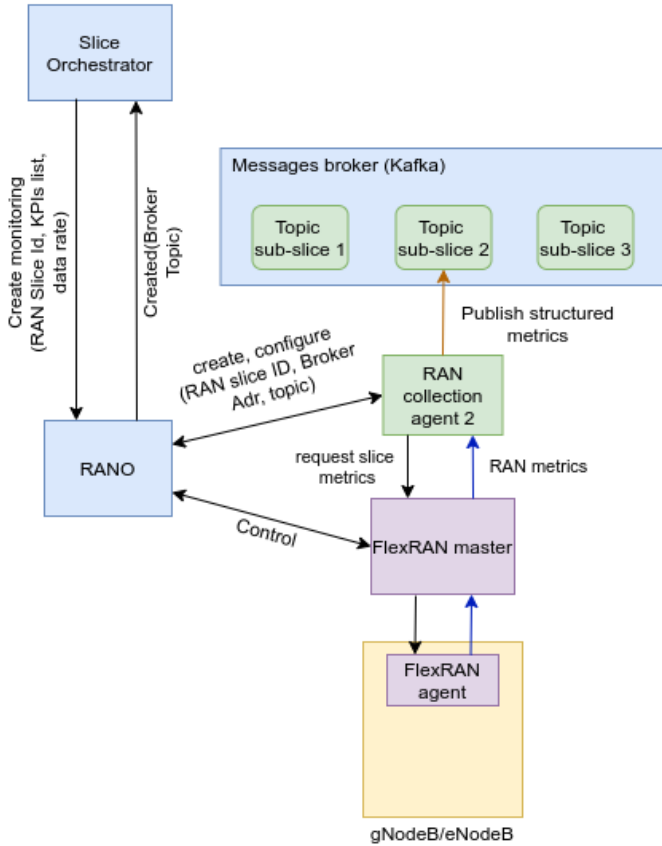 Slice
Orchestrator
Create monitoring
(RAN Slice Id, KPIs list,
data rate)
Created(Broker
Topic)
Messages broker (Kafka)
Topic
sub-slice 1
Topic
sub-slice 2
Topic
sub-slice 3
Publish structured
metrics
create, configure
(RAN slice ID, Broker
Adr, topic)
RAN
collection
agent 2
RANO
request slice
metrics
RAN metrics
Control
FlexRAN master
FlexRAN
agent
gNodeB/eNodeB